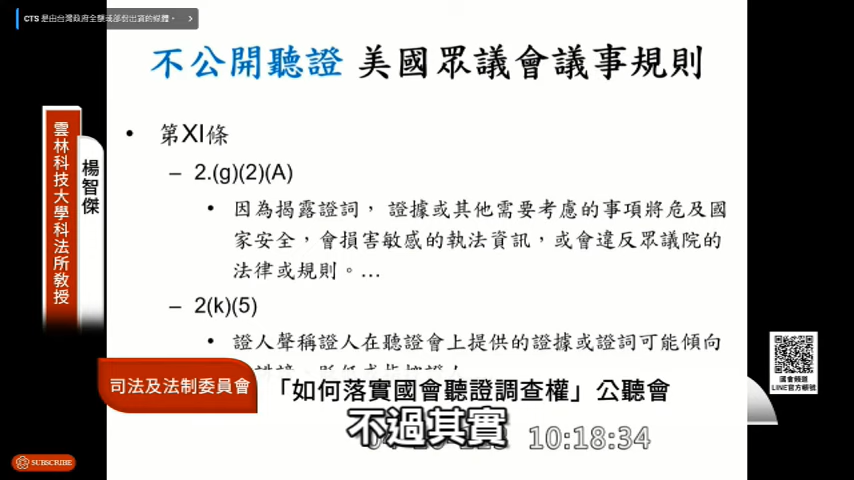 CTS 是由台灣政府全額或部份出資的媒體。
不公開聽證 美國眾議會議事規則
• 第XI條
– 2.(g)(2)(A)
• 因為揭露證詞，證據或其他需要考慮的事項將危及國
家安全，會損害敏感的執法資訊，或會違反眾議院的
法律或規則。…
– 2(k)(5)
• 證人聲稱證人在聽證會上提供的證據或證詞可能傾向
雲林科技大學科法所教授
楊智傑
國會頻道
LINE官方帳號
司法及法制委員會
「如何落實國會聽證調查權」公聽會
不過其實
10:18:34
SUBSCRIBE